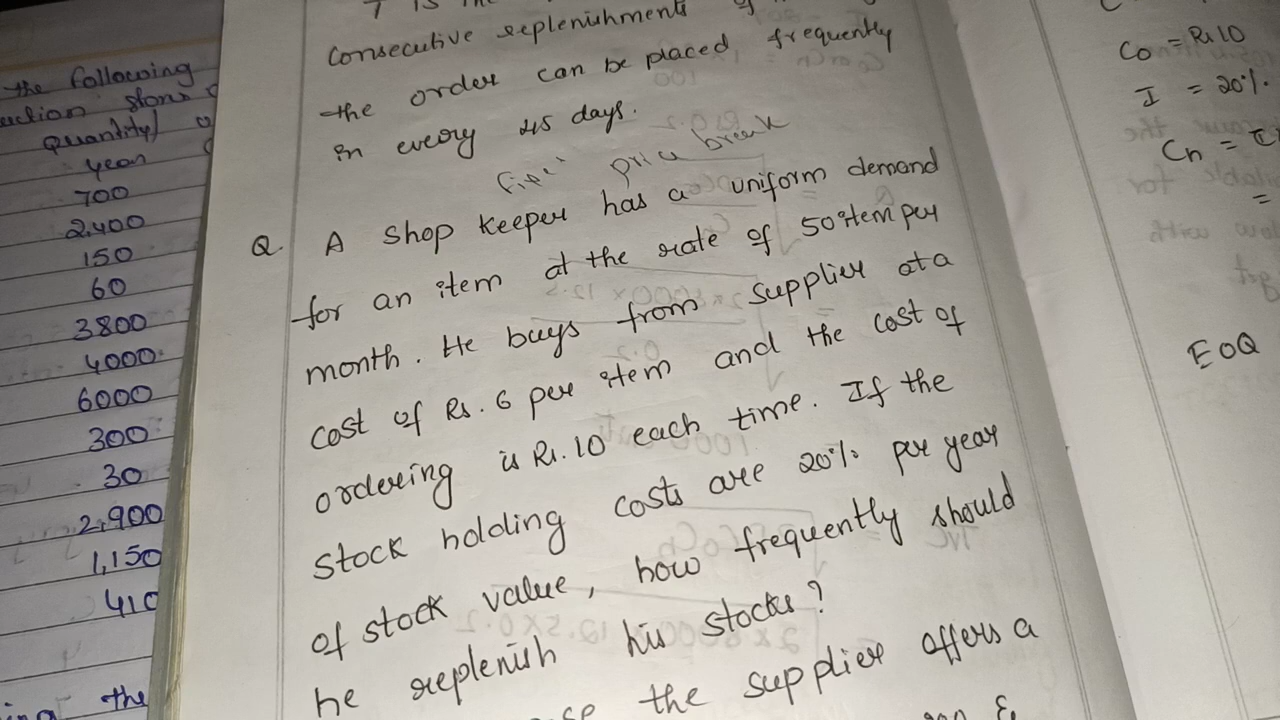 the following
quantity/
year
700
2,400
150
60
3800
4000
6000
300
30
2,900
1,150
410
the
consecutive replenishments
the order can be placed frequently
in every 45 days.
price break
Q A shop keeper has a uniform demand
for an item at the rate of 50 item per
month. He buys from supplier at a
cost of Rs. 6 per item and the cost of
ordering is Rs. 10 each time. If the
stock holding costs are 20% per year
of stock value, how frequently should
he replenish his stocks?
the supplier offers a
Co = Rs 10
I = 20%.
Cn =
=
EOQ